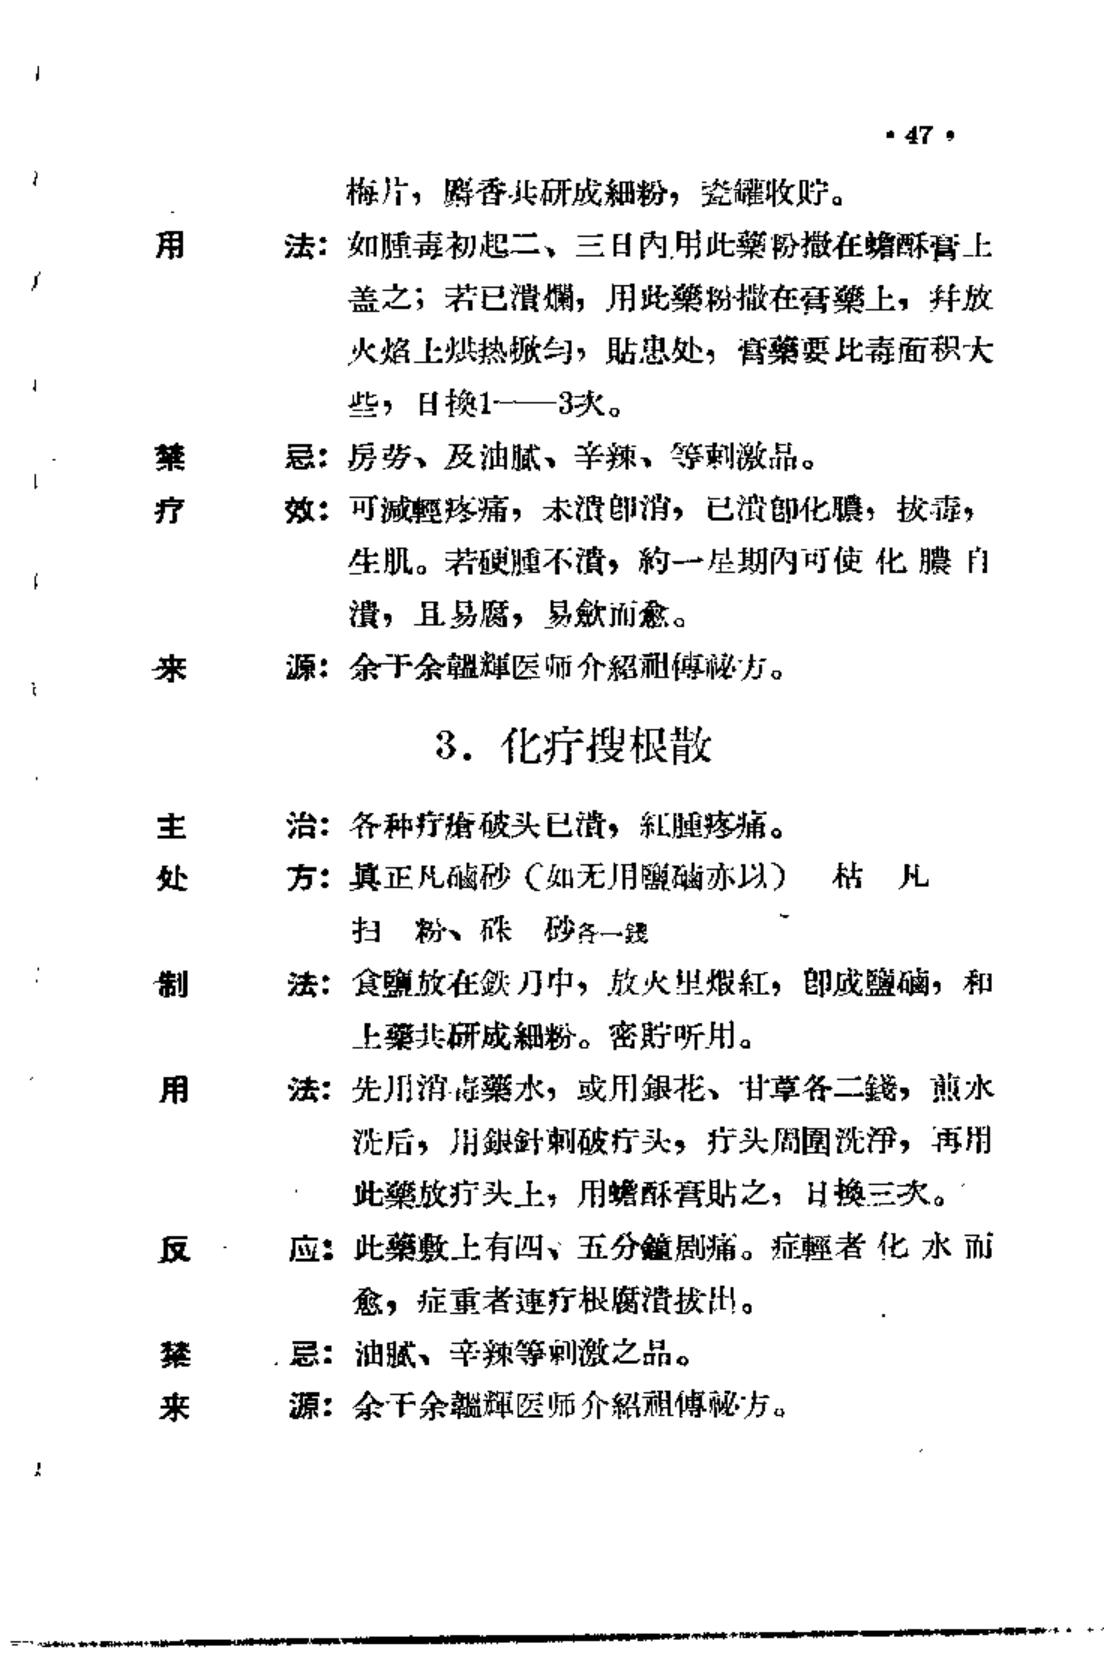 • 47 •
梅片，麝香共研成細粉，瓷罐收貯。
用　　法：如腫毒初起二、三日內用此藥粉撒在蟾酥膏上
盖之；若已潰爛，用此藥粉撒在膏藥上，幷放
火焰上烘热掀匀，貼患处，膏藥要比毒面积大
些，日換1——3次。
禁　　忌：房劳、及油膩、辛辣、等刺激品。
疗　　效：可減輕疼痛，未潰卽消，已潰卽化膿，拔毒，
生肌。若硬腫不潰，約一星期內可使化膿自
潰，且易腐，易歛而愈。
来　　源：余干余韞輝医师介紹祖傳祕方。
3．化疔搜根散
主　　治：各种疔瘡破头已潰，紅腫疼痛。
处　　方：眞正凡硇砂（如无用鹽硇亦以）　枯　凡
扫　粉、硃　砂各一錢
制　　法：食鹽放在鉄刀中，放火里煅紅，卽成鹽硇，和
上藥共研成細粉。密貯听用。
用　　法：先用消毒藥水，或用銀花、甘草各二錢，煎水
洗后，用銀針刺破疔头，疔头周圍洗淨，再用
此藥放疔头上，用蟾酥膏貼之，日換三次。
反　　应：此藥敷上有四、五分鐘剧痛。症輕者化水而
愈，症重者連疔根腐潰拔出。
禁　　忌：油膩、辛辣等刺激之品。
来　　源：余干余韞輝医师介紹祖傳祕方。